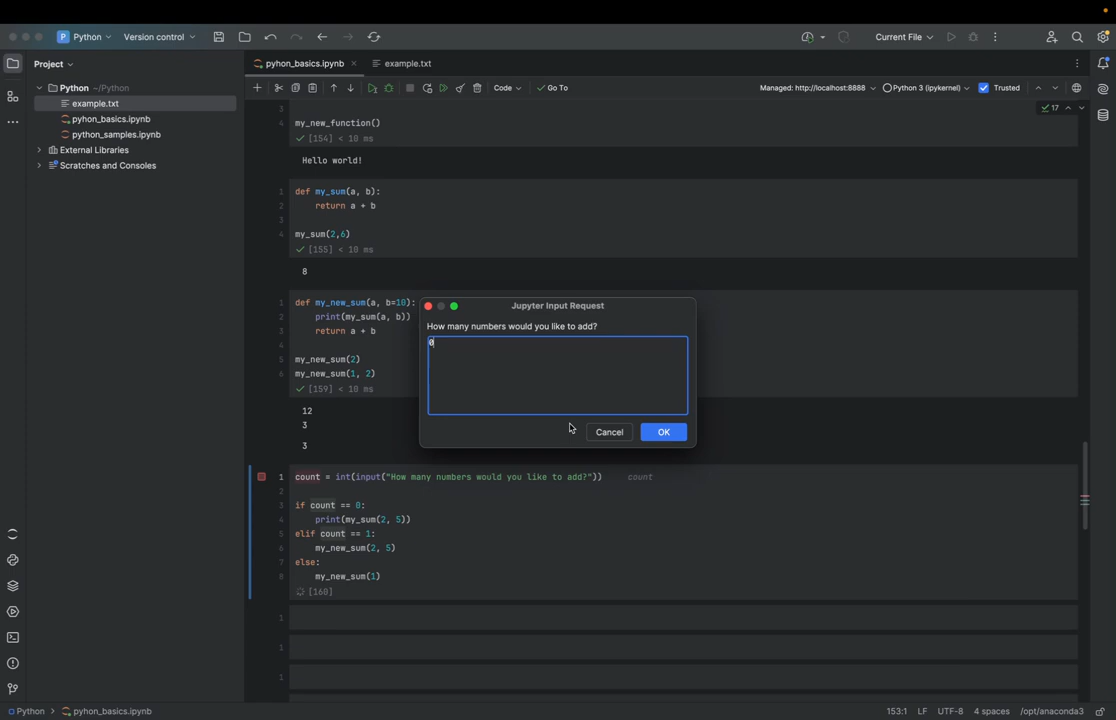 P Python Version control Current File
Project
pyhon_basics.ipynb
example.txt
Code Go To Managed: http://localhost:8888 Python 3 (ipykernel) Trusted
17
Python ~/Python
example.txt
pyhon_basics.ipynb
python_samples.ipynb
External Libraries
Scratches and Consoles
3
4 my_new_function()
[154] < 10 ms
Hello world!
1 def my_sum(a, b):
2 return a + b
3
4 my_sum(2,6)
[155] < 10 ms
8
1 def my_new_sum(a, b=10):
2 print(my_sum(a, b))
3 return a + b
4
5 my_new_sum(2)
6 my_new_sum(1, 2)
[159] < 10 ms
12
3
3
Jupyter Input Request
How many numbers would you like to add?
0
Cancel OK
1 count = int(input("How many numbers would you like to add?")) count
2
3 if count == 0:
4 print(my_sum(2, 5))
5 elif count == 1:
6 my_new_sum(2, 5)
7 else:
8 my_new_sum(1)
[160]
1
1
1
Python > pyhon_basics.ipynb 153:1 LF UTF-8 4 spaces /opt/anaconda3